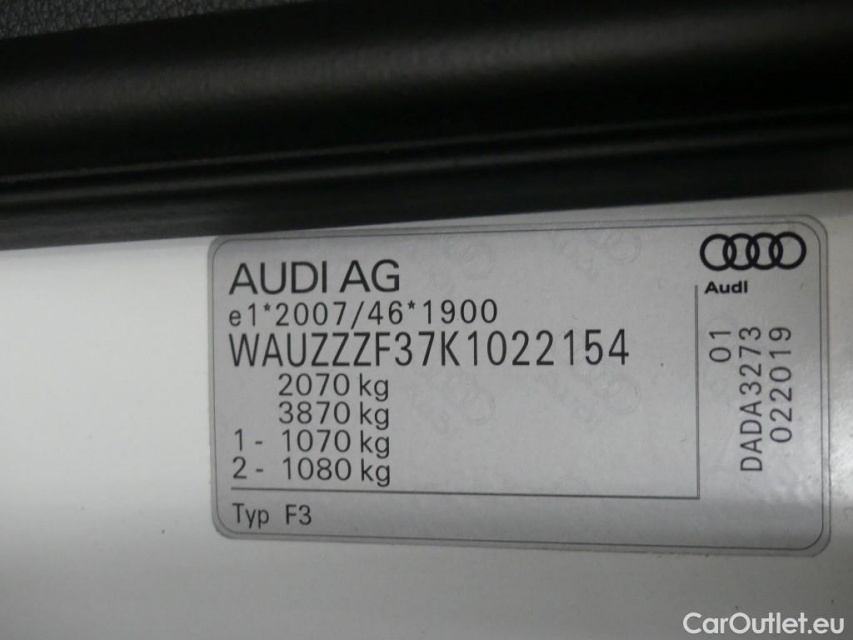 AUDI AG
e1*2007/46*1900
WAUZZZF37K1022154
2070 kg
3870 kg
1 - 1070 kg
2 - 1080 kg
Typ F3
Audi
01
DADA3273
022019
CarOutlet.eu